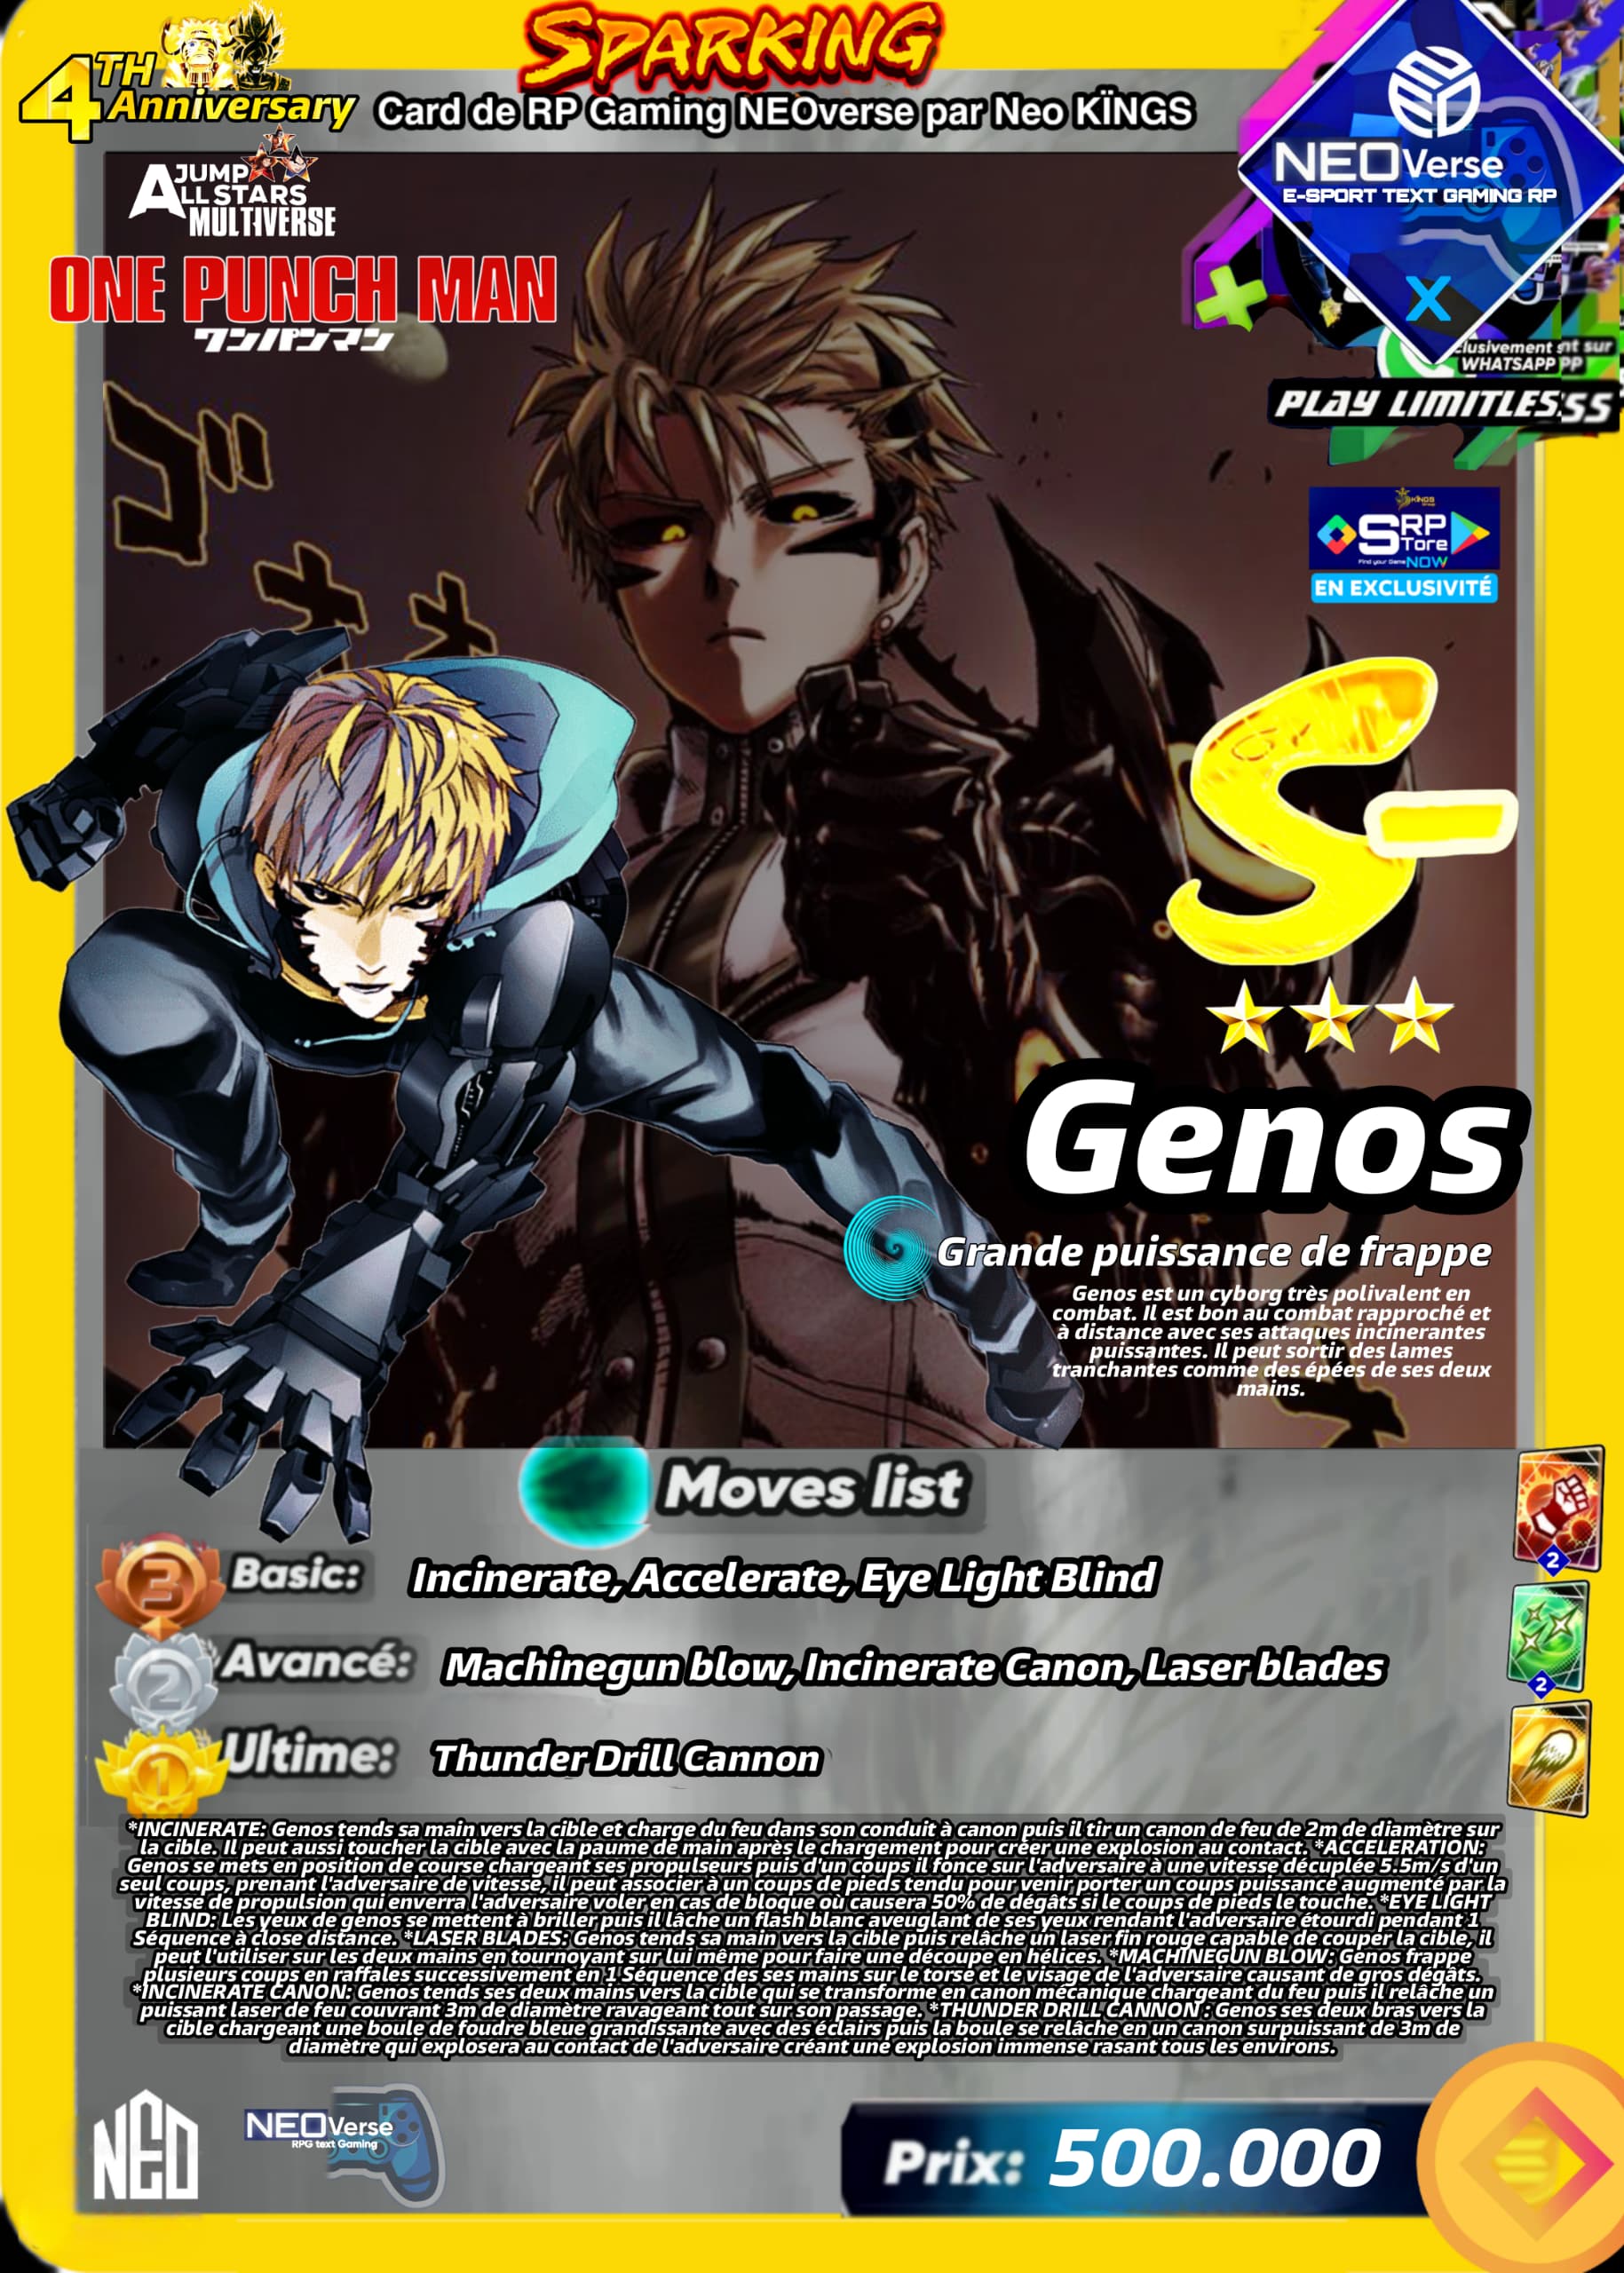 SPARKING
4TH
Anniversary
Card de RP Gaming NEOverse par Neo KÏNGS
JUMP
ALL STARS
MULTIVERSE
ONE PUNCH MAN
ワンパンマン
NEOVerse
E-SPORT TEXT GAMING RP
X
WHATSAPP
PLAY LIMITLESS
ゴ
KINGS
SRP
Tore
Find your Game NOW
EN EXCLUSIVITÉ
S-
Genos
Grande puissance de frappe
Genos est un cyborg très polivalent en
combat. Il est bon au combat rapproché et
à distance avec ses attaques incinerantes
puissantes. Il peut sortir des lames
tranchantes comme des épées de ses deux
mains.
Moves list
3 Basic: Incinerate, Accelerate, Eye Light Blind
2 Avancé: Machinegun blow, Incinerate Canon, Laser blades
1 Ultime: Thunder Drill Cannon
2
2
*INCINERATE: Genos tends sa main vers la cible et charge du feu dans son conduit à canon puis il tir un canon de feu de 2m de diamètre sur
la cible. Il peut aussi toucher la cible avec la paume de main après le chargement pour créer une explosion au contact. *ACCELERATION:
Genos se mets en position de course chargeant ses propulseurs puis d'un coups il fonce sur l'adversaire à une vitesse décuplée 5.5m/s d'un
seul coups, prenant l'adversaire de vitesse, il peut associer à un coups de pieds tendu pour venir porter un coups puissance augmenté par la
vitesse de propulsion qui enverra l'adversaire voler en cas de bloque où causera 50% de dégâts si le coups de pieds le touche. *EYE LIGHT
BLIND: Les yeux de genos se mettent à briller puis il lâche un flash blanc aveuglant de ses yeux rendant l'adversaire étourdi pendant 1
Séquence à close distance. *LASER BLADES: Genos tends sa main vers la cible puis relâche un laser fin rouge capable de couper la cible, il
peut l'utiliser sur les deux mains en tournoyant sur lui même pour faire une découpe en hélices. *MACHINEGUN BLOW: Genos frappe
plusieurs coups en raffales successivement en 1 Séquence des ses mains sur le torse et le visage de l'adversaire causant de gros dégâts.
*INCINERATE CANON: Genos tends ses deux mains vers la cible qui se transforme en canon mécanique chargeant du feu puis il relâche un
puissant laser de feu couvrant 3m de diamètre ravageant tout sur son passage. *THUNDER DRILL CANNON : Genos ses deux bras vers la
cible chargeant une boule de foudre bleue grandissante avec des éclairs puis la boule se relâche en un canon surpuissant de 3m de
diamètre qui explosera au contact de l'adversaire créant une explosion immense rasant tous les environs.
NEO
NEOVerse
RPG text Gaming
Prix: 500.000